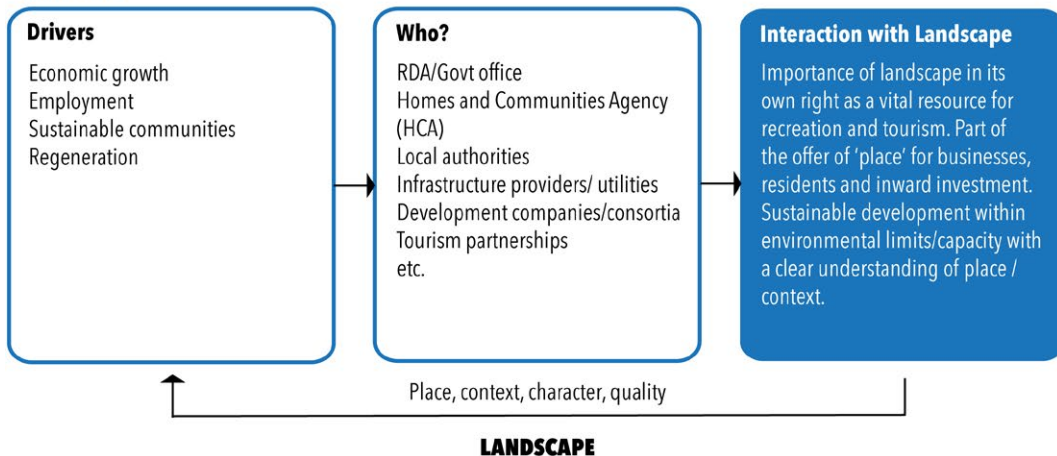 Drivers
Economic growth
Employment
Sustainable communities
Regeneration
Who?
RDA/Govt office
Homes and Communities Agency
(HCA)
Local authorities
Infrastructure providers/ utilities
Development companies/consortia
Tourism partnerships
etc.
Interaction with Landscape
Importance of landscape in its
own right as a vital resource for
recreation and tourism. Part of
the offer of ‘place’ for businesses,
residents and inward investment.
Sustainable development within
environmental limits/capacity with
a clear understanding of place /
context.
Place, context, character, quality
LANDSCAPE